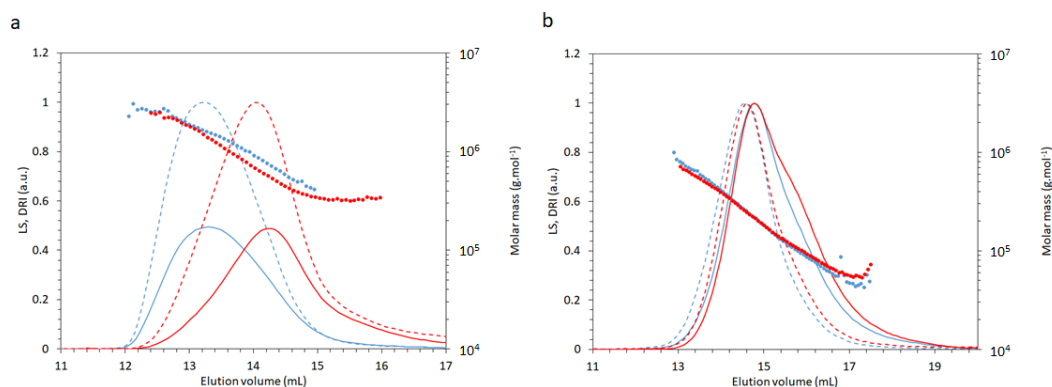 a
1.2
1
0.8
0.6
0.4
0.2
0
LS, DRI (a.u.)
11 12 13 14 15 16 17
Elution volume (mL)
10⁷
10⁶
10⁵
10⁴
Molar mass (g.mol⁻¹)
b
1.2
1
0.8
0.6
0.4
0.2
0
LS, DRI (a.u.)
11 13 15 17 19
Elution volume (mL)
10⁷
10⁶
10⁵
10⁴
Molar mass (g.mol⁻¹)